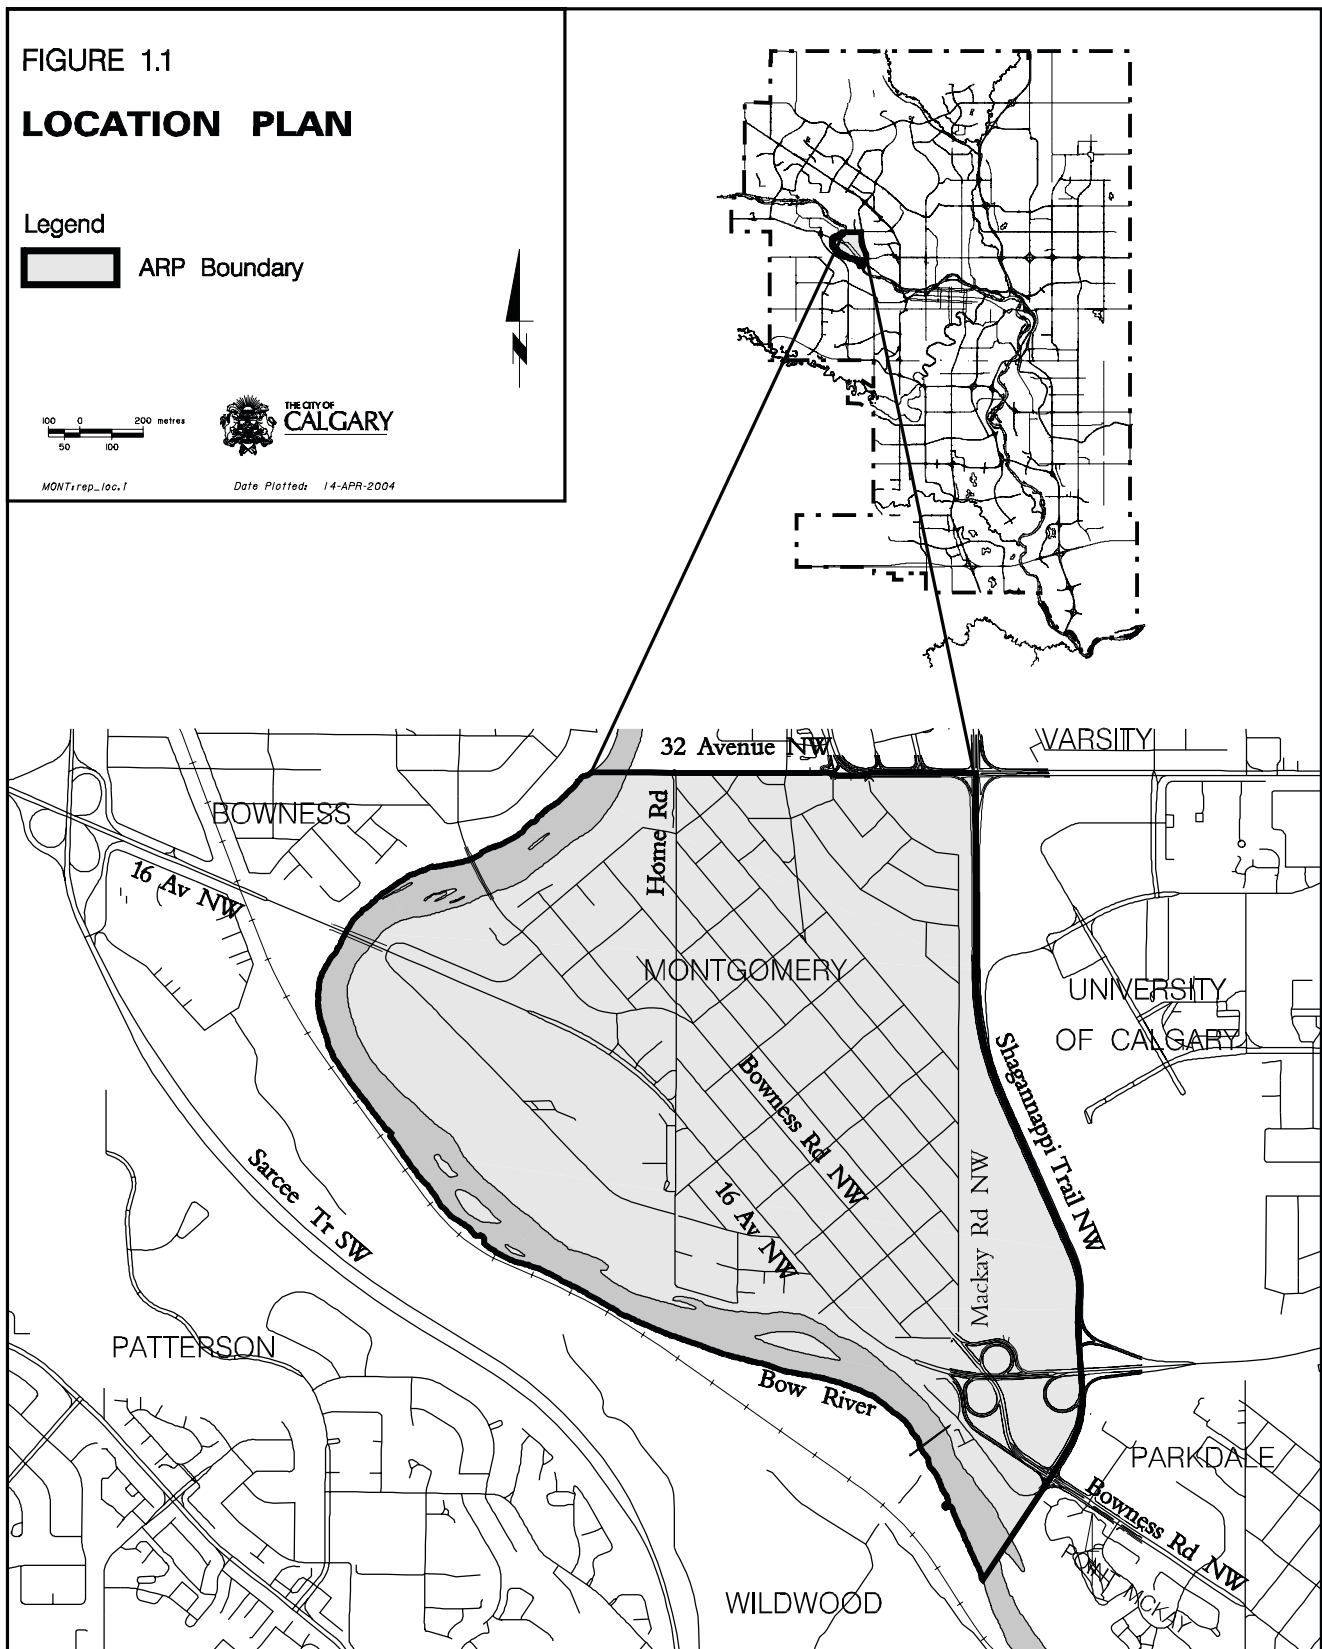 FIGURE 1.1
LOCATION PLAN
Legend
ARP Boundary
100 0 200 metres
50 100
THE CITY OF
CALGARY
MONT:rep_loc.i
Date Plotted: 14-APR-2004
32 Avenue NW
VARSITY
BOWNESS
Home Rd
16 Av NW
MONTGOMERY
UNIVERSITY
OF CALGARY
Shagannappi Trail NW
Bowness Rd NW
16 Av NW
Mackay Rd NW
Sarcee Tr SW
PATTERSON
Bow River
PARKDALE
Bowness Rd NW
POINT MCKAY
WILDWOOD